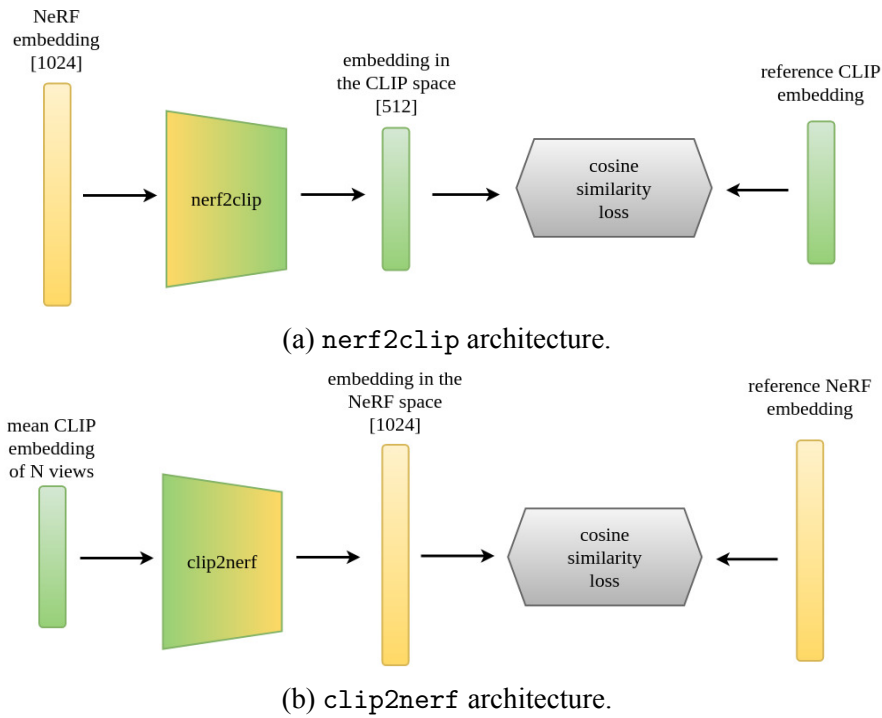 NeRF
embedding
[1024]
embedding in
the CLIP space
[512]
reference CLIP
embedding
nerf2clip
cosine
similarity
loss
(a) nerf2clip architecture.
mean CLIP
embedding
of N views
embedding in the
NeRF space
[1024]
reference NeRF
embedding
clip2nerf
cosine
similarity
loss
(b) clip2nerf architecture.